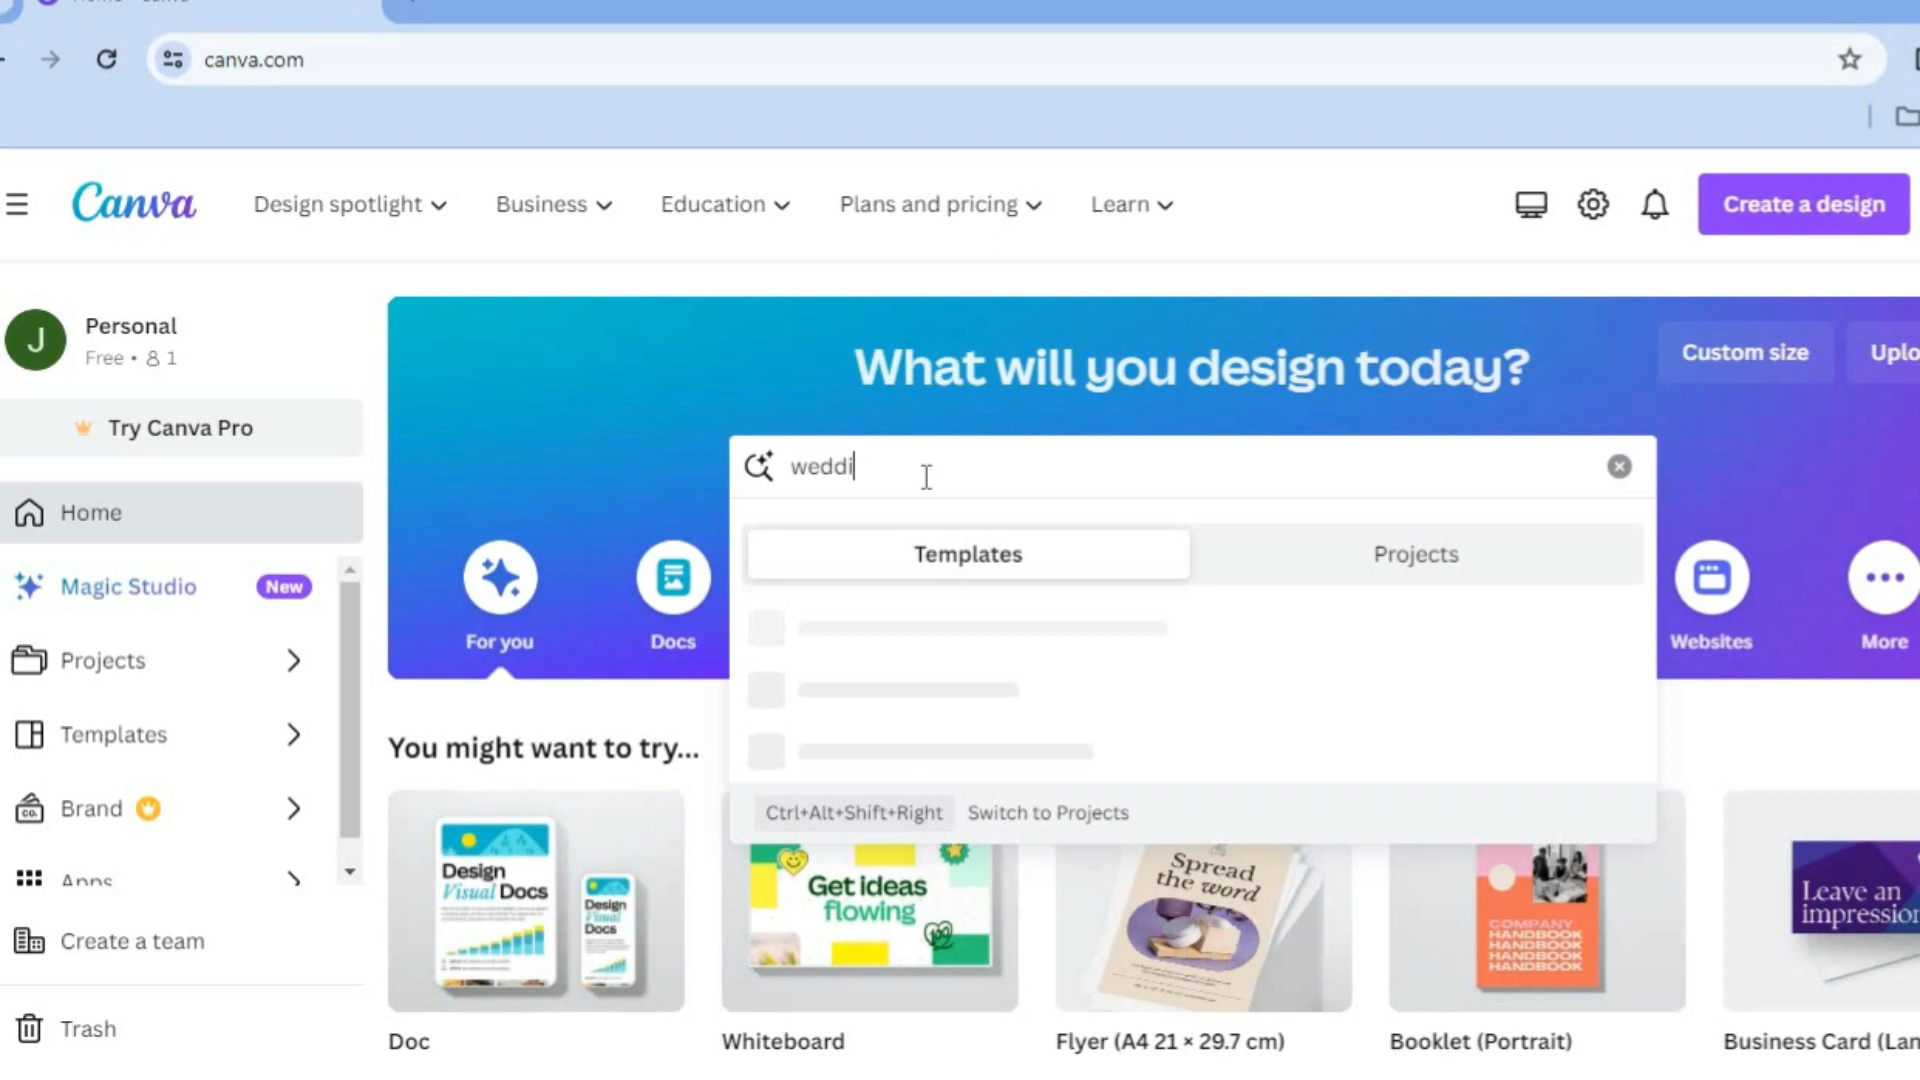 canva.com
Canva
Design spotlight
Business
Education
Plans and pricing
Learn
Create a design
J
Personal
Free • 1
Try Canva Pro
Home
Magic Studio
New
Projects
Templates
Brand
CO.
Apps
Create a team
Trash
What will you design today?
Custom size
Uplo
weddi
Templates
Projects
Ctrl+Alt+Shift+Right Switch to Projects
For you
Docs
Websites
More
You might want to try...
Design
Visual Docs
Design
Visual
Docs
Get ideas
flowing
100
Spread
the word
COMPANY
HANDBOOK
HANDBOOK
HANDBOOK
HANDBOOK
Leave an
impression
Doc
Whiteboard
Flyer (A4 21 × 29.7 cm)
Booklet (Portrait)
Business Card (Lan